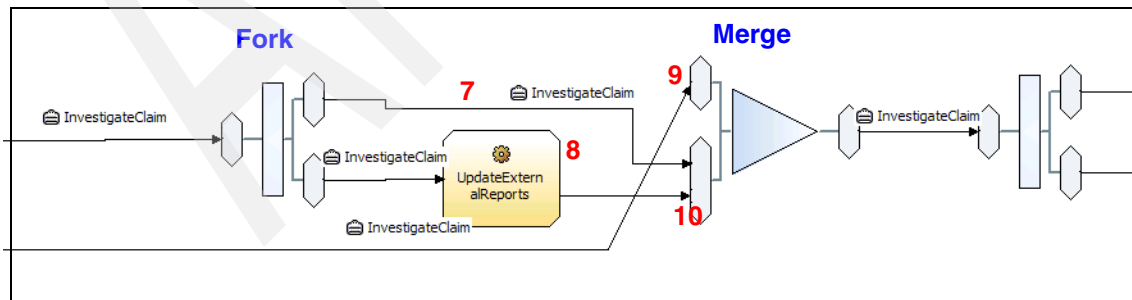 Fork
Merge
7
9
InvestigateClaim
InvestigateClaim
InvestigateClaim
InvestigateClaim
8
UpdateExtern
alReports
10
InvestigateClaim